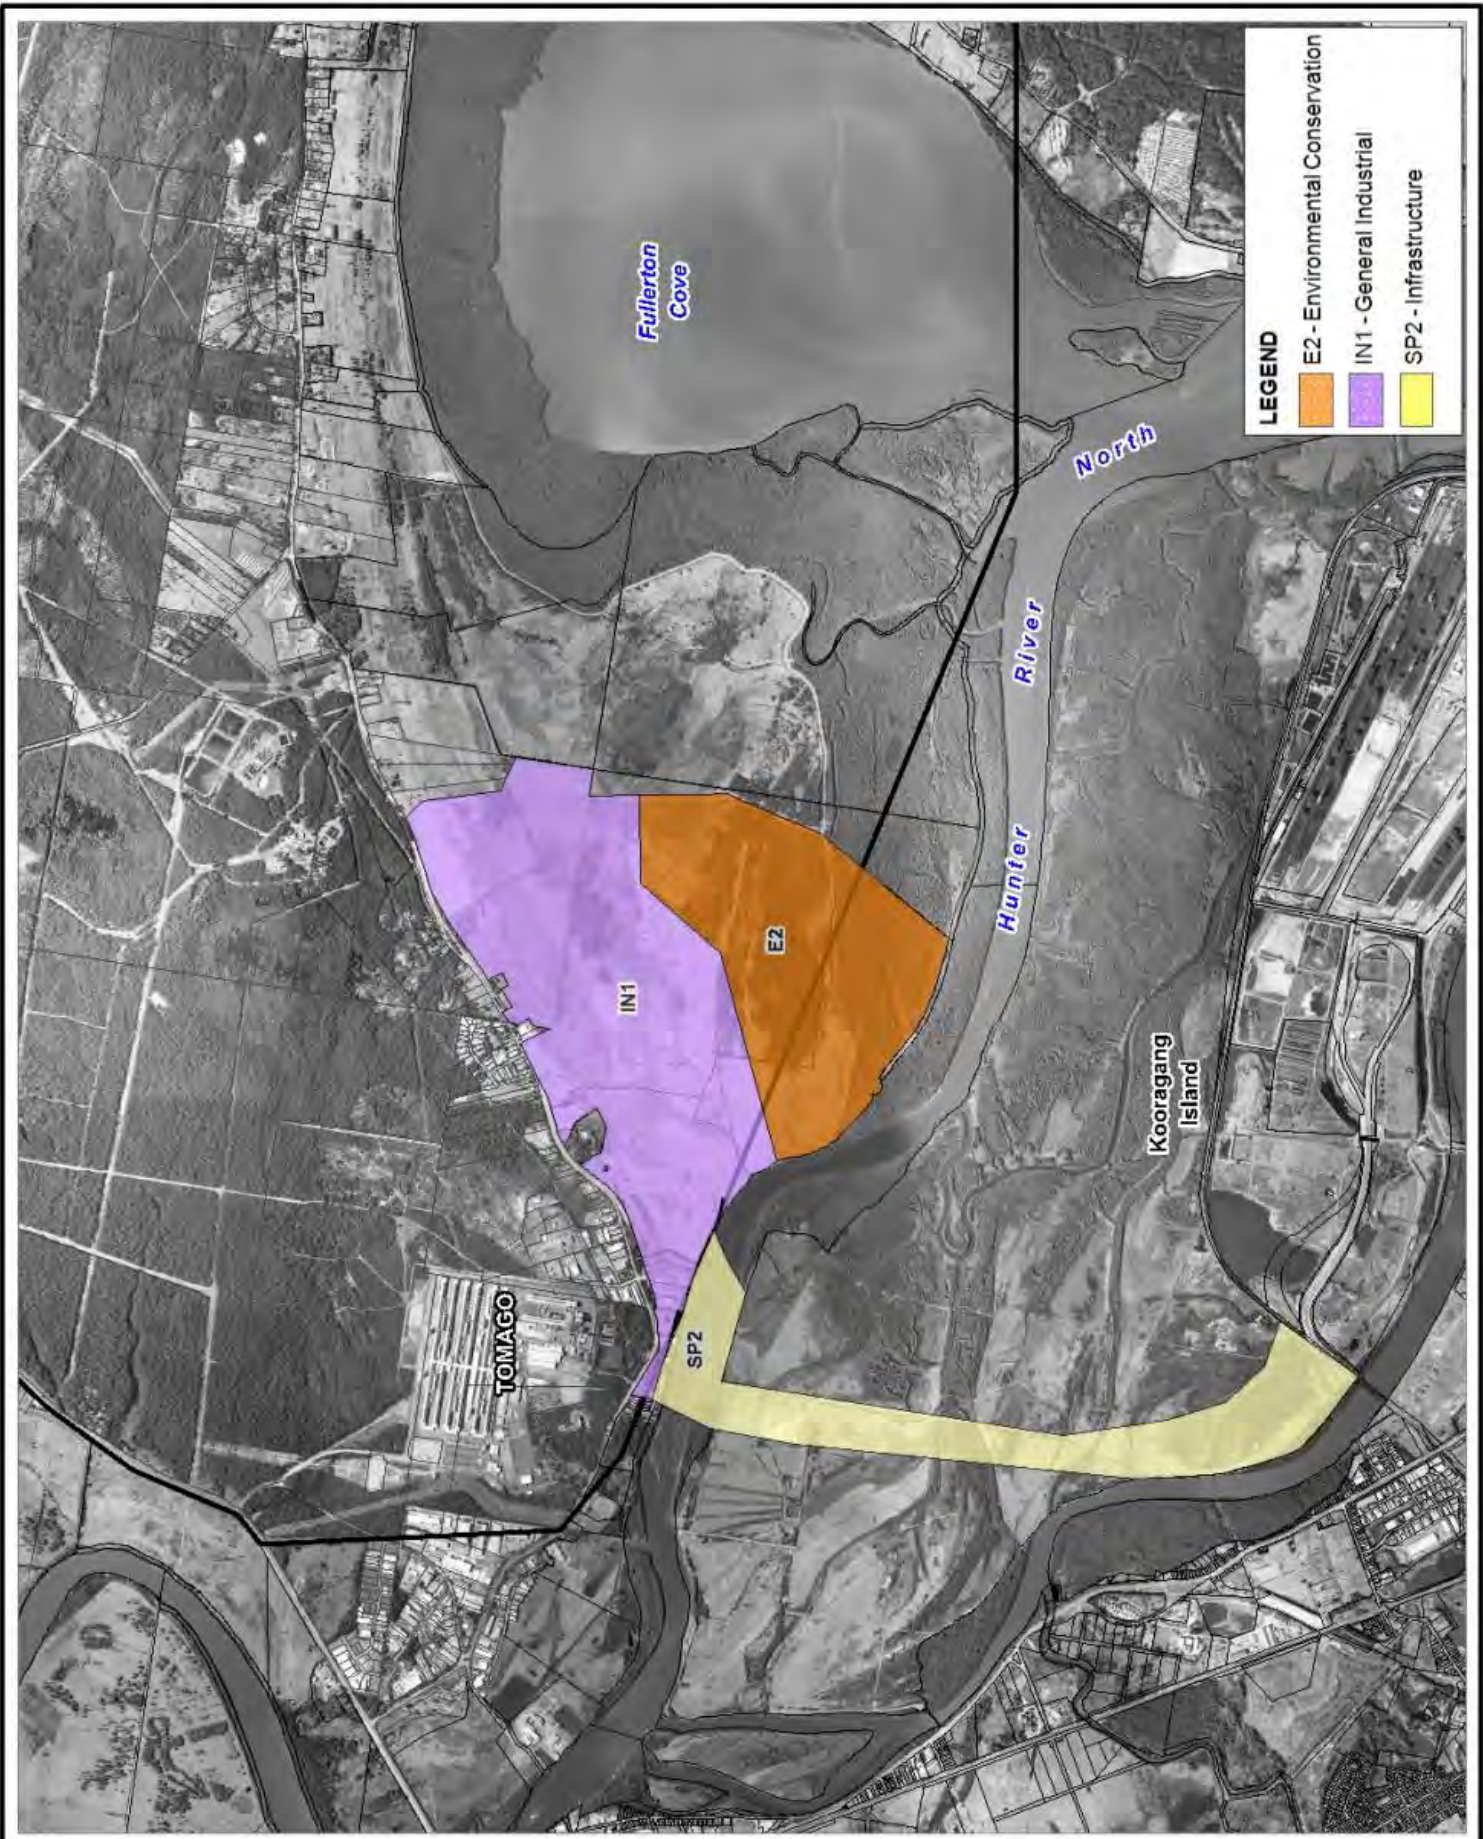 Fullerton
Cove
North
River
Hunter
IN1
E2
SP2
TOMAGO
Kooragang
Island
LEGEND
E2 - Environmental Conservation
IN1 - General Industrial
SP2 - Infrastructure